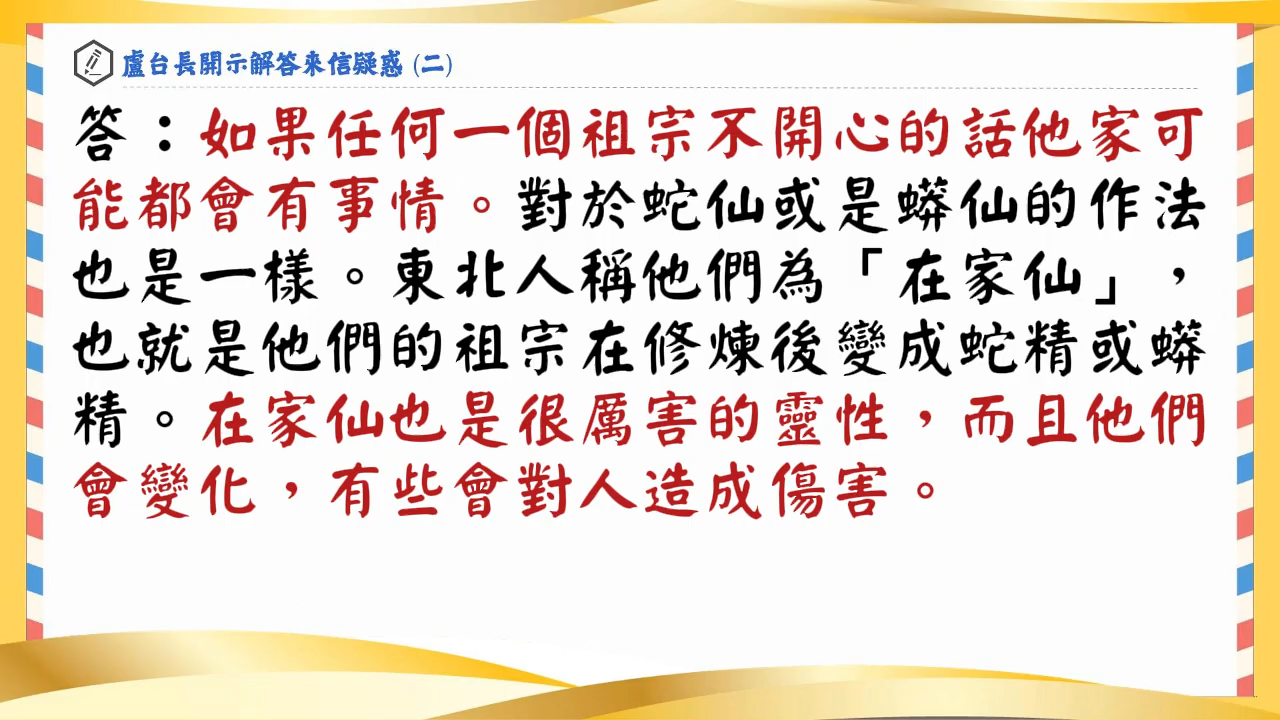 盧台長開示解答來信疑惑 (二)
答：如果任何一個祖宗不開心的話他家可
能都會有事情。對於蛇仙或是蟒仙的作法
也是一樣。東北人稱他們為「在家仙」，
也就是他們的祖宗在修煉後變成蛇精或蟒
精。在家仙也是很厲害的靈性，而且他們
會變化，有些會對人造成傷害。